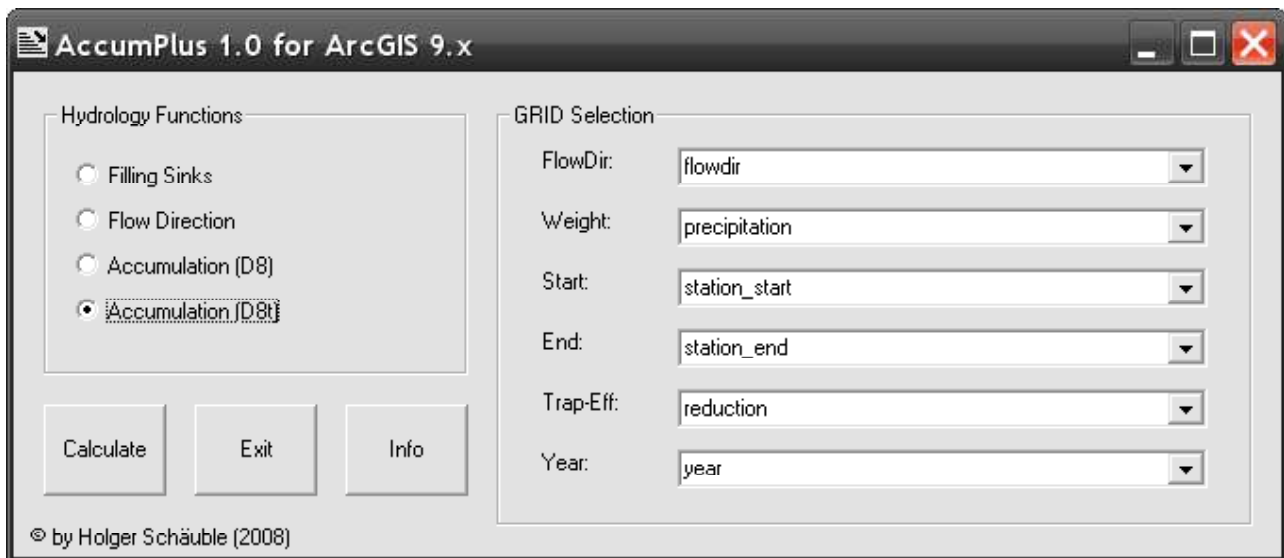 AccumPlus 1.0 for ArcGIS 9.x
Hydrology Functions
Filling Sinks
Flow Direction
Accumulation (D8)
Accumulation (D8t)
Calculate
Exit
Info
© by Holger Schäuble (2008)
GRID Selection
FlowDir: flowdir
Weight: precipitation
Start: station_start
End: station_end
Trap-Eff: reduction
Year: year